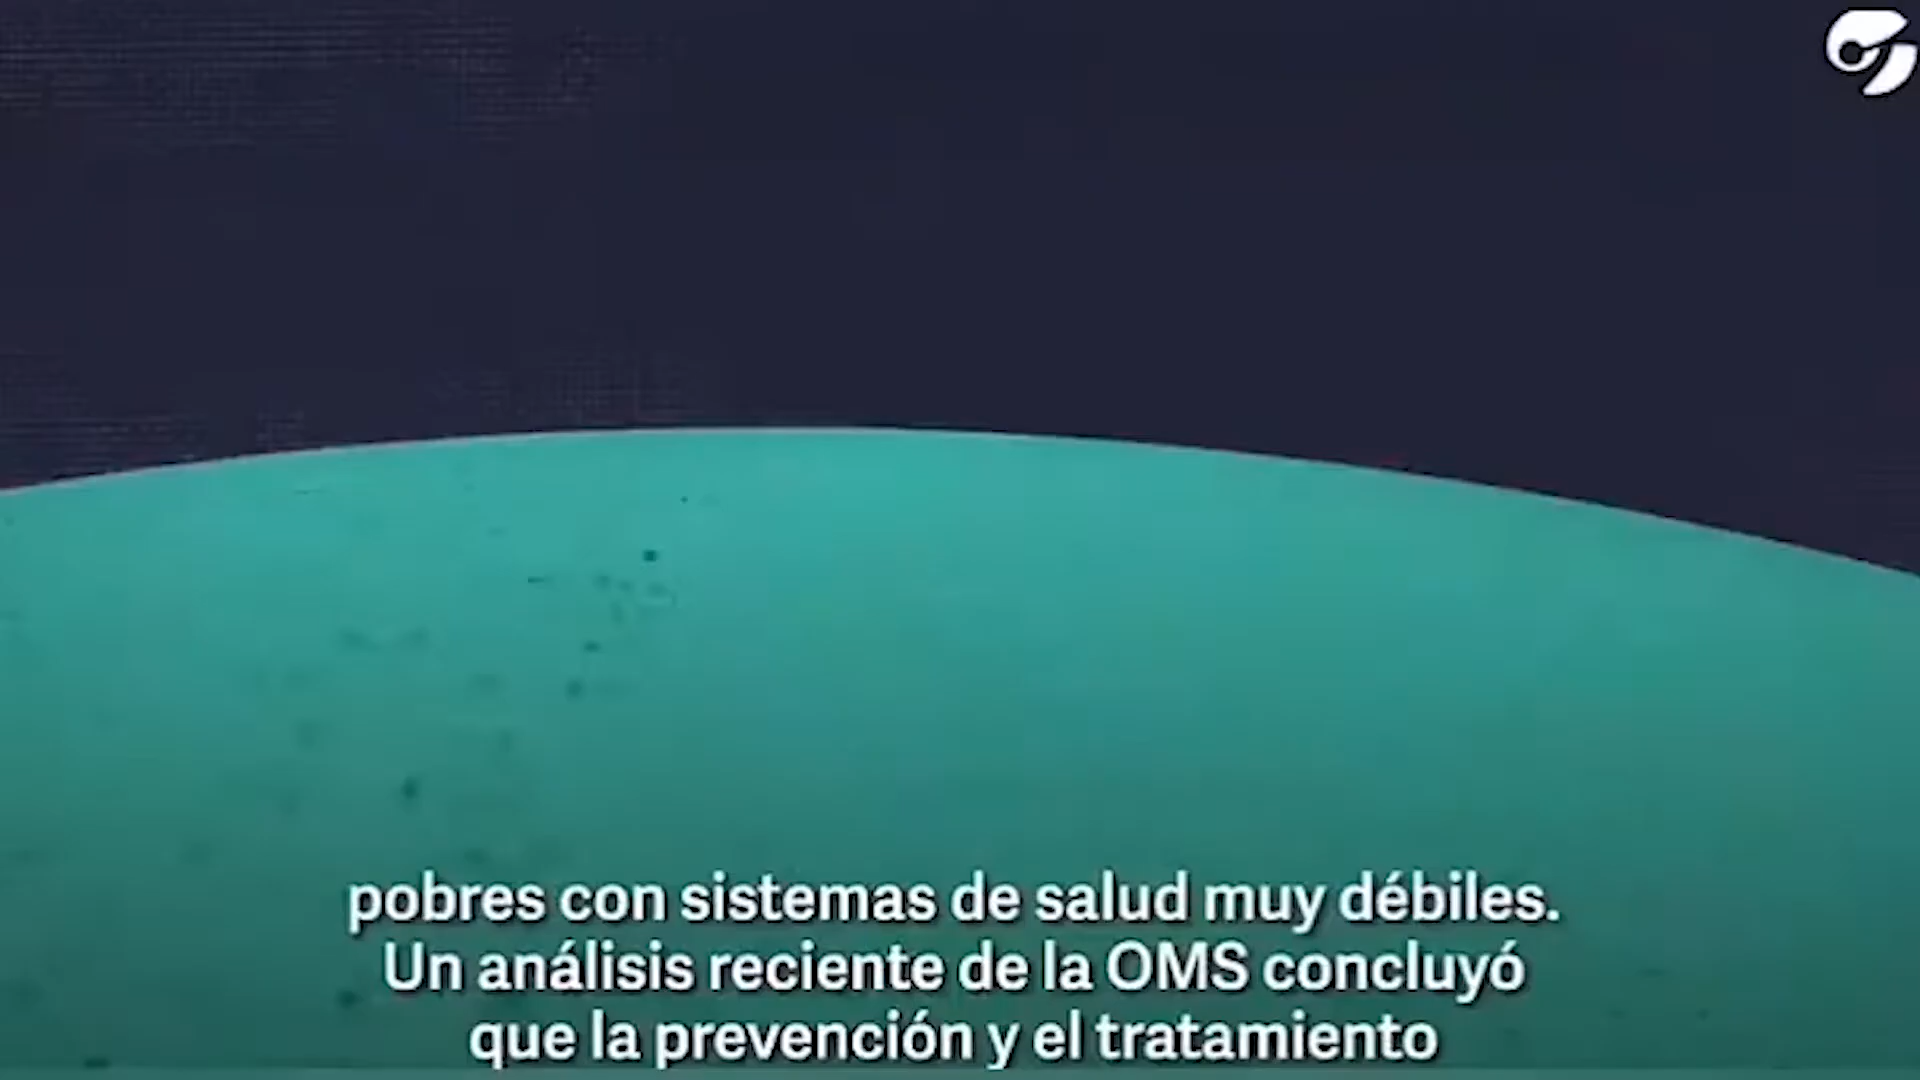 pobres con sistemas de salud muy débiles.
Un análisis reciente de la OMS concluyó
que la prevención y el tratamiento